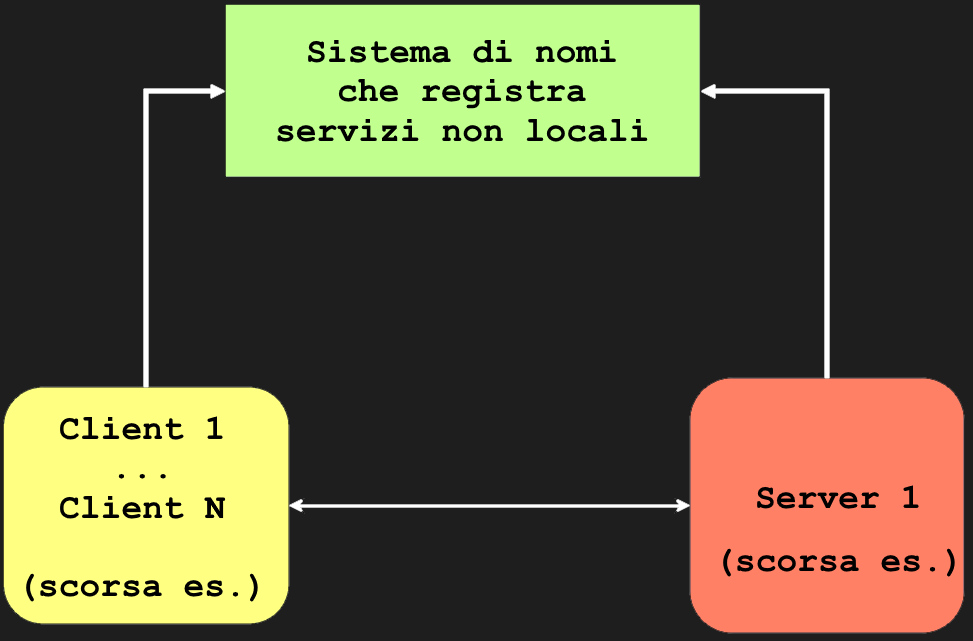 Sistema di nomi
che registra
servizi non locali
Client 1
...
Client N
(scorsa es.)
Server 1
(scorsa es.)